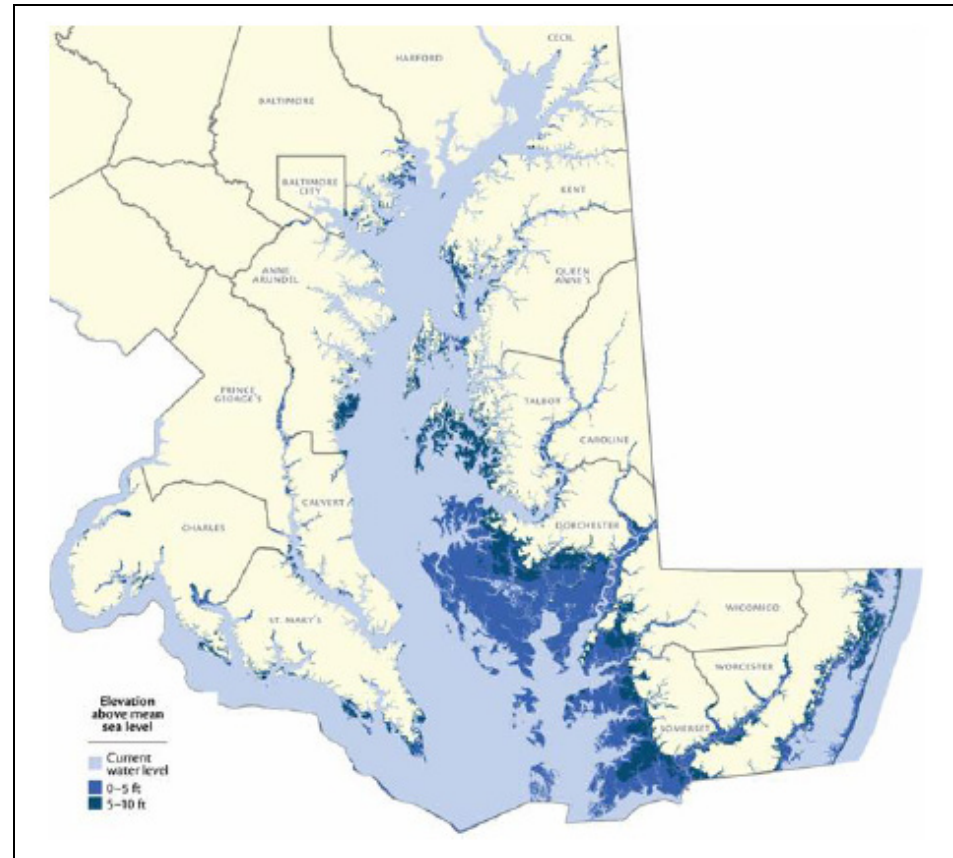 CECIL
HARFORD
BALTIMORE
BALTIMORE
CITY
KENT
ANNE
ARUNDEL
QUEEN
ANNE'S
PRINCE
GEORGE'S
TALBOT
CAROLINE
CALVERT
CHARLES
DORCHESTER
ST. MARY'S
WICOMICO
WORCESTER
SOMERSET
Elevation
above mean
sea level
Current
water level
0–5 ft
5–10 ft